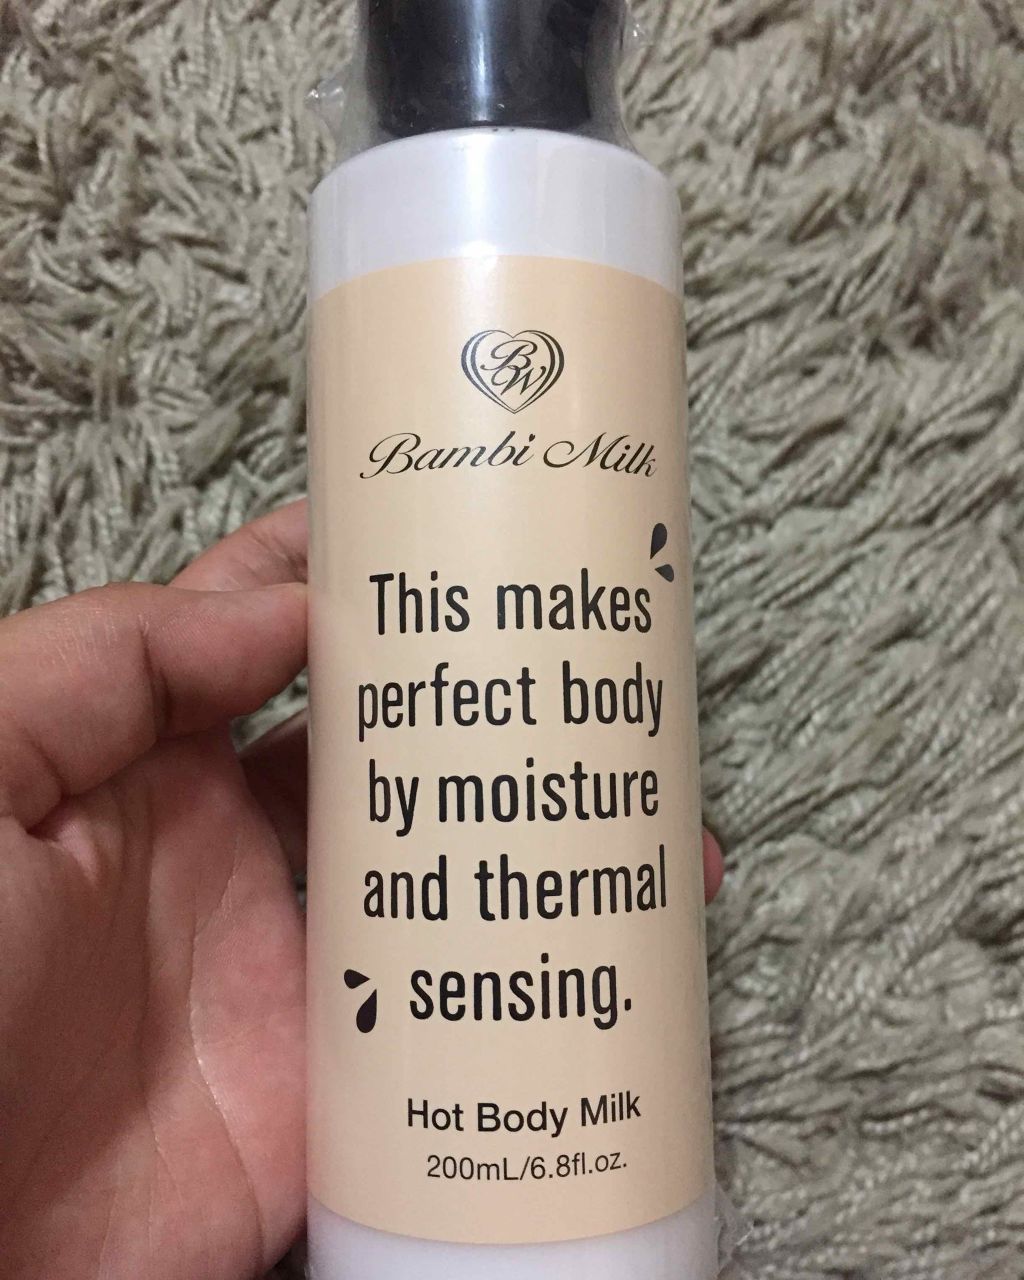 BW
Bambi Milk
This makes
perfect body
by moisture
and thermal
sensing.
Hot Body Milk
200mL/6.8fl.oz.